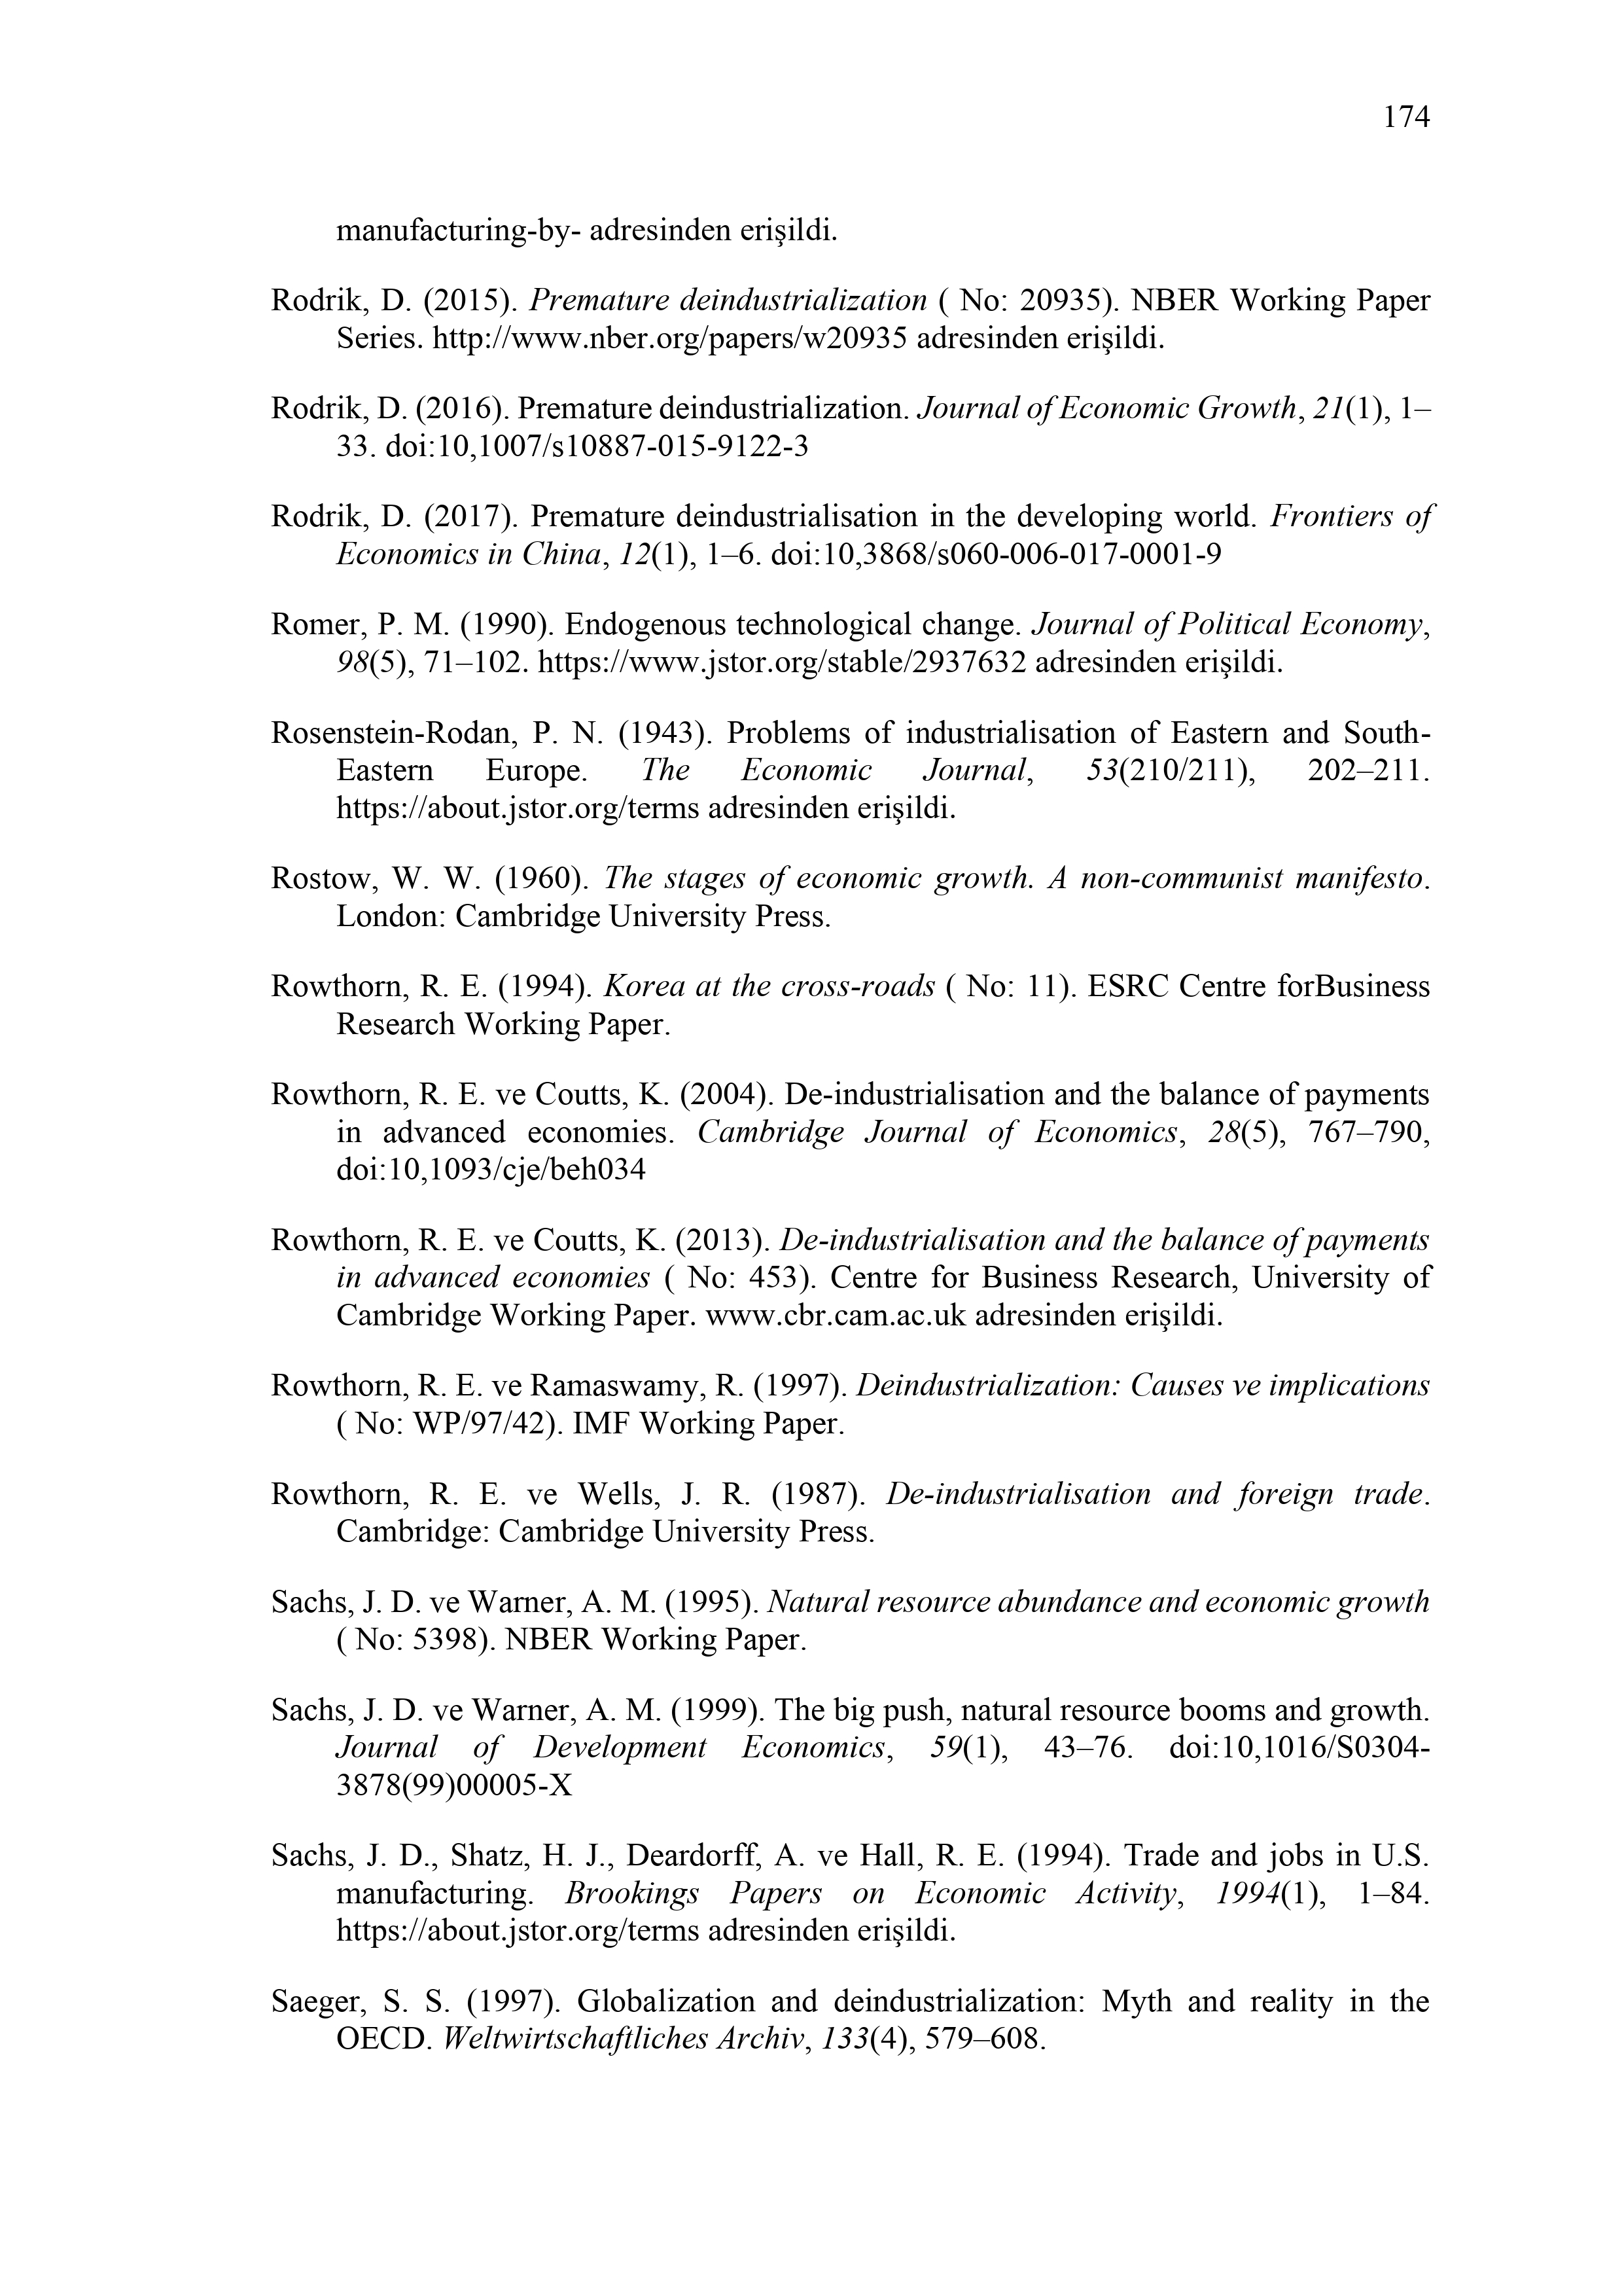 174
manufacturing-by- adresinden erişildi.
Rodrik, D. (2015). Premature deindustrialization ( No: 20935). NBER Working Paper
Series. http://www.nber.org/papers/w20935 adresinden erişildi.
Rodrik, D. (2016). Premature deindustrialization. Journal of Economic Growth, 21(1), 1–
33. doi:10,1007/s10887-015-9122-3
Rodrik, D. (2017). Premature deindustrialisation in the developing world. Frontiers of
Economics in China, 12(1), 1–6. doi:10,3868/s060-006-017-0001-9
Romer, P. M. (1990). Endogenous technological change. Journal of Political Economy,
98(5), 71–102. https://www.jstor.org/stable/2937632 adresinden erişildi.
Rosenstein-Rodan, P. N. (1943). Problems of industrialisation of Eastern and South-
Eastern Europe. The Economic Journal, 53(210/211), 202–211.
https://about.jstor.org/terms adresinden erişildi.
Rostow, W. W. (1960). The stages of economic growth. A non-communist manifesto.
London: Cambridge University Press.
Rowthorn, R. E. (1994). Korea at the cross-roads ( No: 11). ESRC Centre forBusiness
Research Working Paper.
Rowthorn, R. E. ve Coutts, K. (2004). De-industrialisation and the balance of payments
in advanced economies. Cambridge Journal of Economics, 28(5), 767–790,
doi:10,1093/cje/beh034
Rowthorn, R. E. ve Coutts, K. (2013). De-industrialisation and the balance of payments
in advanced economies ( No: 453). Centre for Business Research, University of
Cambridge Working Paper. www.cbr.cam.ac.uk adresinden erişildi.
Rowthorn, R. E. ve Ramaswamy, R. (1997). Deindustrialization: Causes ve implications
( No: WP/97/42). IMF Working Paper.
Rowthorn, R. E. ve Wells, J. R. (1987). De-industrialisation and foreign trade.
Cambridge: Cambridge University Press.
Sachs, J. D. ve Warner, A. M. (1995). Natural resource abundance and economic growth
( No: 5398). NBER Working Paper.
Sachs, J. D. ve Warner, A. M. (1999). The big push, natural resource booms and growth.
Journal of Development Economics, 59(1), 43–76. doi:10,1016/S0304-
3878(99)00005-X
Sachs, J. D., Shatz, H. J., Deardorff, A. ve Hall, R. E. (1994). Trade and jobs in U.S.
manufacturing. Brookings Papers on Economic Activity, 1994(1), 1–84.
https://about.jstor.org/terms adresinden erişildi.
Saeger, S. S. (1997). Globalization and deindustrialization: Myth and reality in the
OECD. Weltwirtschaftliches Archiv, 133(4), 579–608.